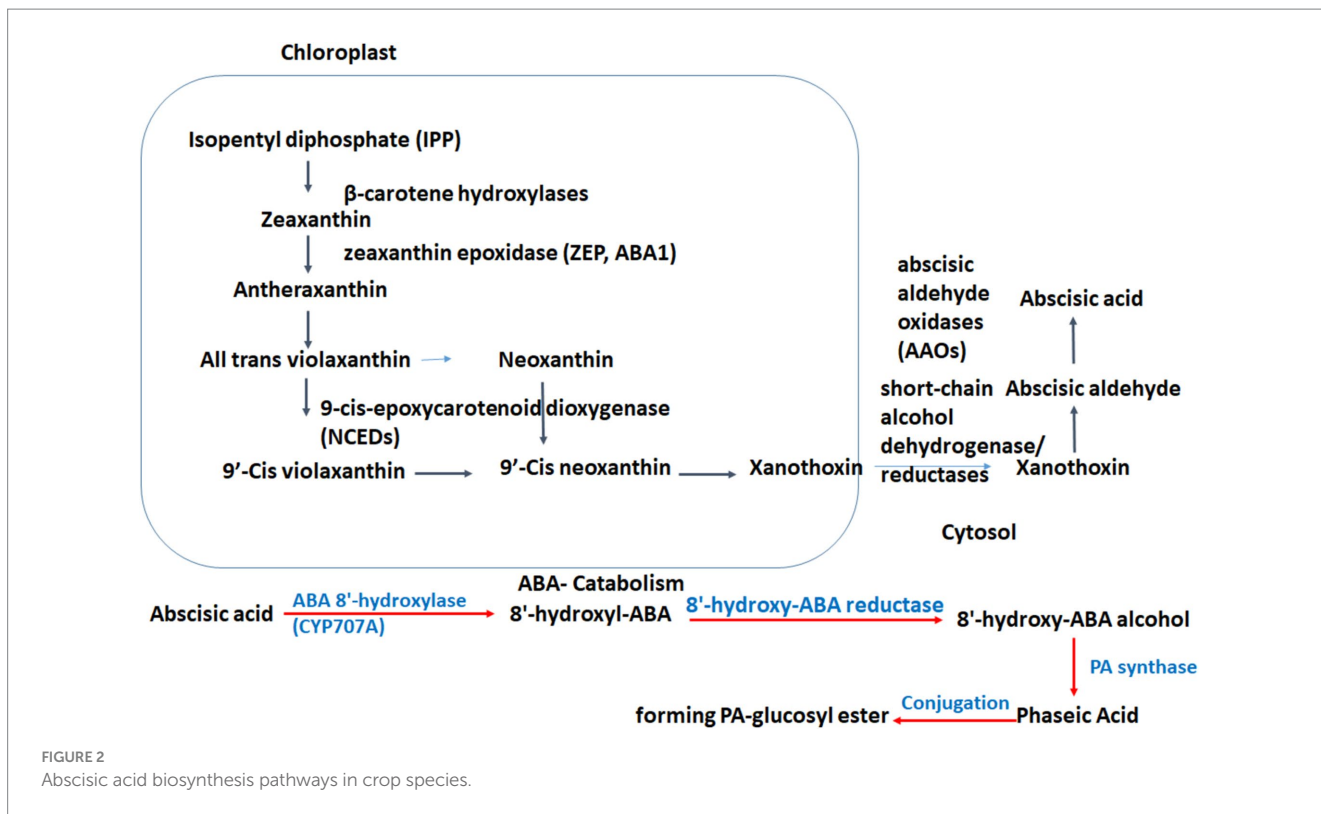 Chloroplast
Isopentyl diphosphate (IPP)
β-carotene hydroxylases
Zeaxanthin
zeaxanthin epoxidase (ZEP, ABA1)
Antheraxanthin
All trans violaxanthin
Neoxanthin
9-cis-epoxycarotenoid dioxygenase
(NCEDs)
9’-Cis violaxanthin
9’-Cis neoxanthin
Xanothoxin
abscisic
aldehyde
oxidases
(AAOs)
Abscisic acid
short-chain
alcohol
dehydrogenase/
reductases
Abscisic aldehyde
Xanothoxin
Cytosol
ABA- Catabolism
Abscisic acid
ABA 8'-hydroxylase
(CYP707A)
8'-hydroxyl-ABA
8'-hydroxy-ABA reductase
8'-hydroxy-ABA alcohol
PA synthase
Phaseic Acid
Conjugation
forming PA-glucosyl ester
FIGURE 2
Abscisic acid biosynthesis pathways in crop species.